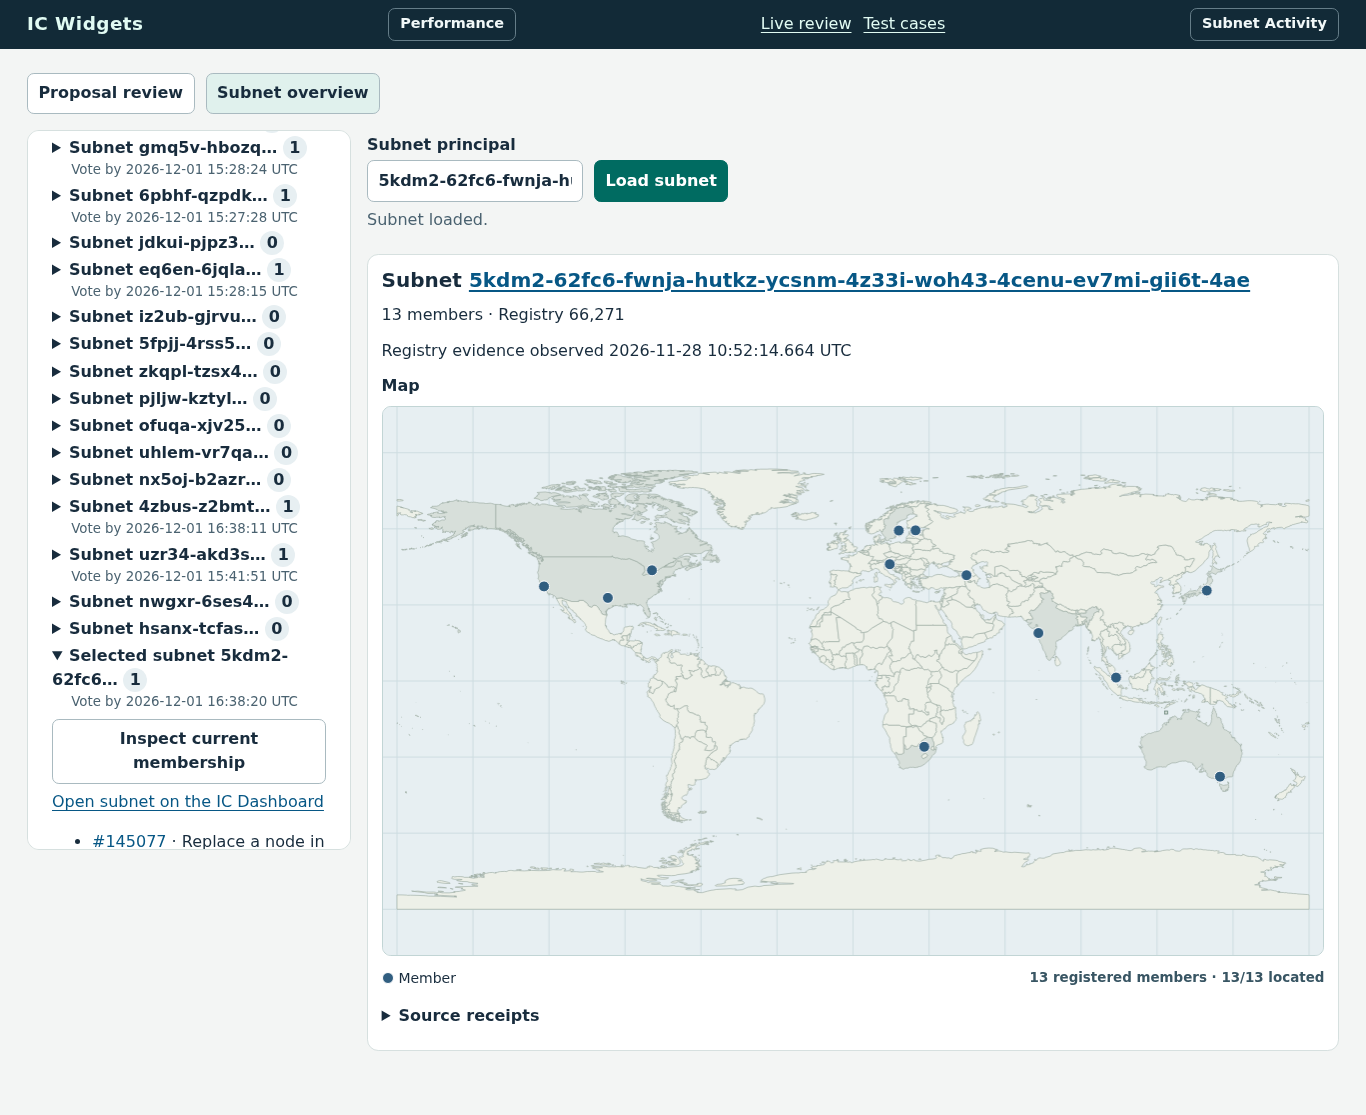 IC Widgets
Performance
Live review
Test cases
Subnet Activity
Proposal review
Subnet overview
Subnet gmq5v-hbozq… 1
Vote by 2026-12-01 15:28:24 UTC
Subnet 6pbhf-qzpdk… 1
Vote by 2026-12-01 15:27:28 UTC
Subnet jdkui-pjpz3… 0
Subnet eq6en-6jqla… 1
Vote by 2026-12-01 15:28:15 UTC
Subnet iz2ub-gjrvu… 0
Subnet 5fpjj-4rss5… 0
Subnet zkqpl-tzsx4… 0
Subnet pjljw-kztyl… 0
Subnet ofuqa-xjv25… 0
Subnet uhlem-vr7qa… 0
Subnet nx5oj-b2azr… 0
Subnet 4zbus-z2bmt… 1
Vote by 2026-12-01 16:38:11 UTC
Subnet uzr34-akd3s… 1
Vote by 2026-12-01 15:41:51 UTC
Subnet nwgxr-6ses4… 0
Subnet hsanx-tcfas… 0
Selected subnet 5kdm2-
62fc6… 1
Vote by 2026-12-01 16:38:20 UTC
Inspect current
membership
Open subnet on the IC Dashboard
• #145077 · Replace a node in
Subnet principal
5kdm2-62fc6-fwnja-hu
Load subnet
Subnet loaded.
Subnet 5kdm2-62fc6-fwnja-hutkz-ycsnm-4z33i-woh43-4cenu-ev7mi-gii6t-4ae
13 members · Registry 66,271
Registry evidence observed 2026-11-28 10:52:14.664 UTC
Map
Member
13 registered members · 13/13 located
Source receipts